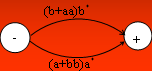 (b+aa)b*
- +
(a+bb)a*